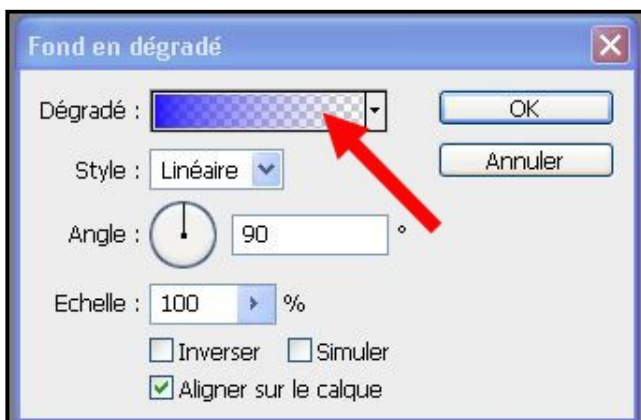 Fond en dégradé
Dégradé :
OK
Style : Linéaire
Annuler
Angle : 90 °
Echelle : 100 %
Inverser Simuler
Aligner sur le calque